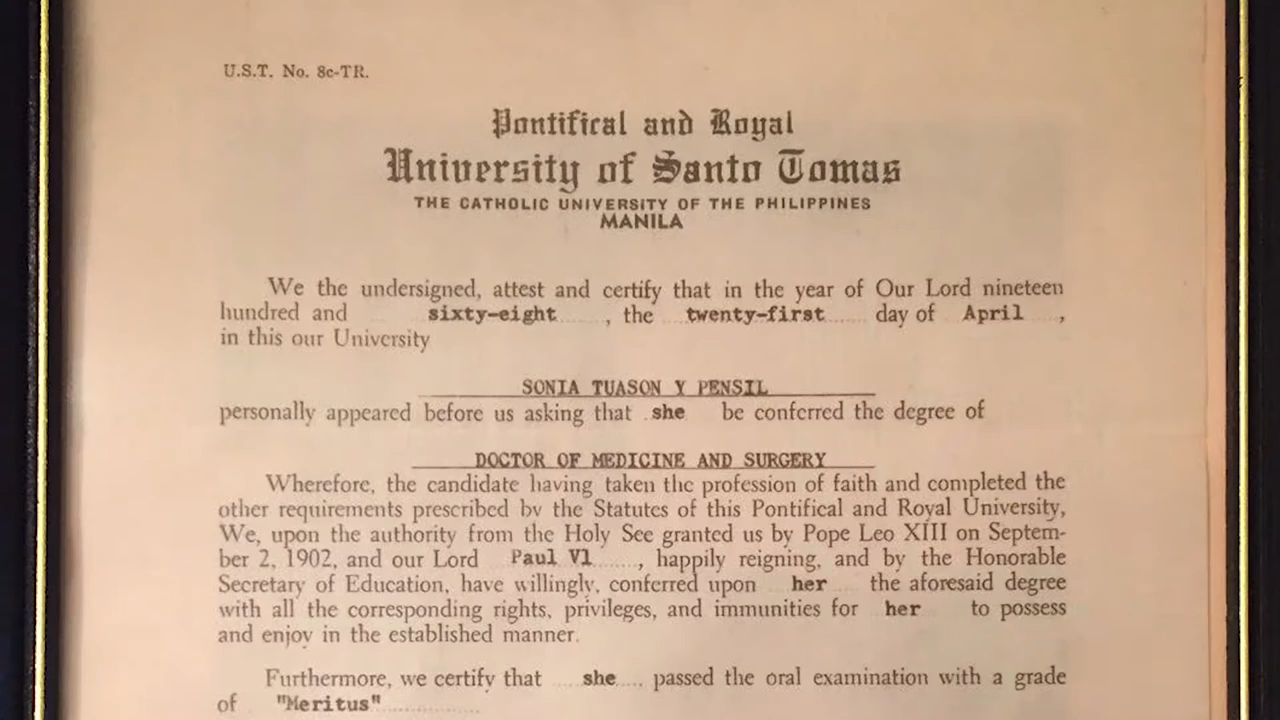 U.S.T. No. 8c-TR.
Pontifical and Royal
University of Santo Tomas
THE CATHOLIC UNIVERSITY OF THE PHILIPPINES
MANILA
We the undersigned, attest and certify that in the year of Our Lord nineteen
hundred and sixty-eight, the twenty-first day of April,
in this our University
SONIA TUASON Y PENSIL
personally appeared before us asking that she be conferred the degree of
DOCTOR OF MEDICINE AND SURGERY
Wherefore, the candidate having taken the profession of faith and completed the
other requirements prescribed by the Statutes of this Pontifical and Royal University,
We, upon the authority from the Holy See granted us by Pope Leo XIII on Septem-
ber 2, 1902, and our Lord Paul Vl, happily reigning, and by the Honorable
Secretary of Education, have willingly, conferred upon her the aforesaid degree
with all the corresponding rights, privileges, and immunities for her to possess
and enjoy in the established manner.
Furthermore, we certify that she passed the oral examination with a grade
of "Meritus"